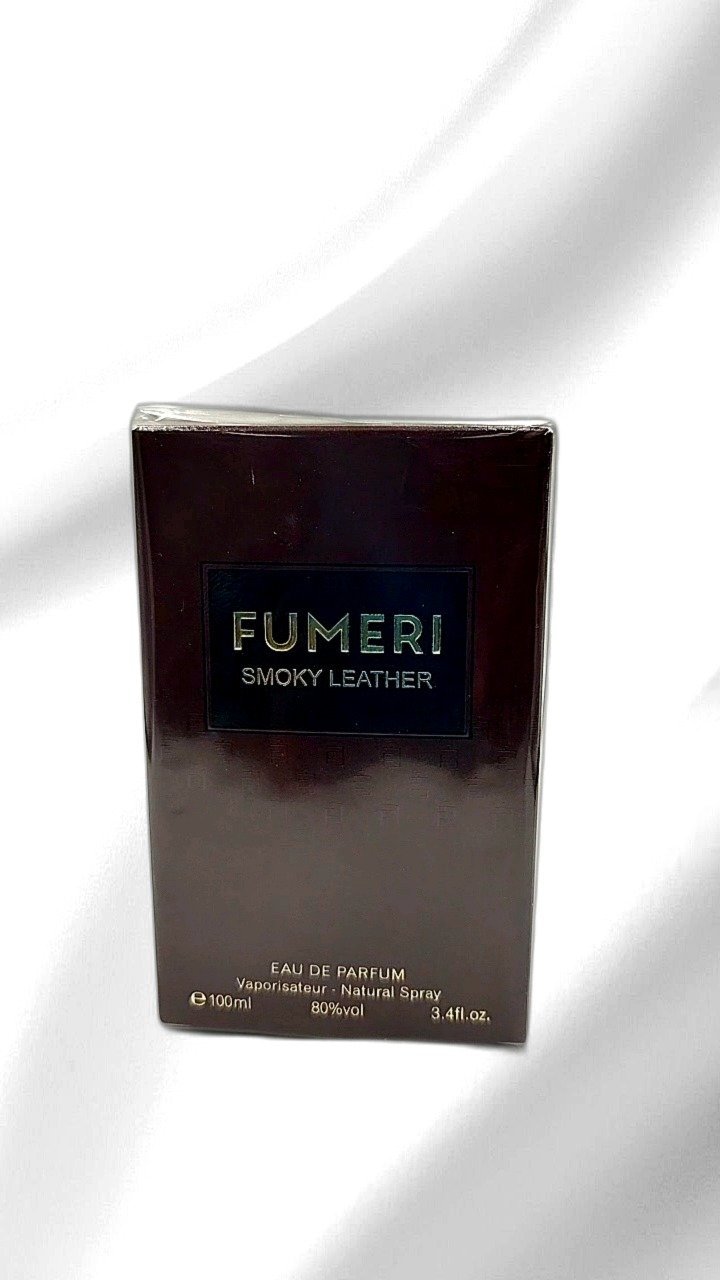 FUMERI
SMOKY LEATHER
EAU DE PARFUM
Vaporisateur - Natural Spray
℮100ml 80%vol 3.4fl.oz.